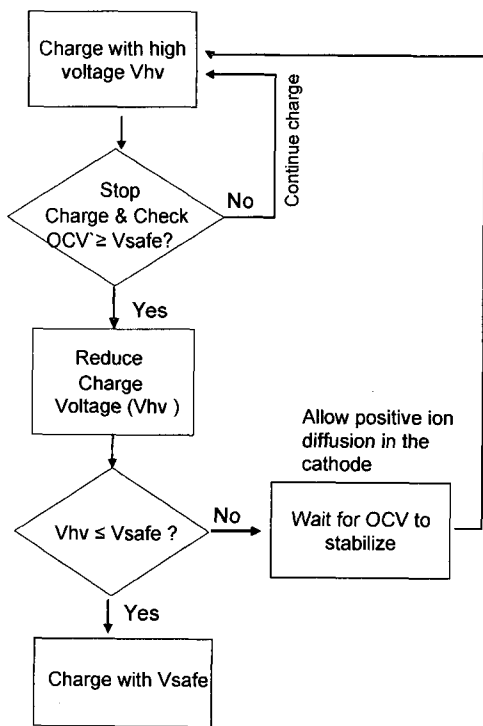 Charge with high
voltage Vhv
Continue charge
Stop
Charge & Check
OCV` ≥ Vsafe?
No
Yes
Reduce
Charge
Voltage (Vhv )
Allow positive ion
diffusion in the
cathode
Vhv ≤ Vsafe ?
No
Wait for OCV to
stabilize
Yes
Charge with Vsafe